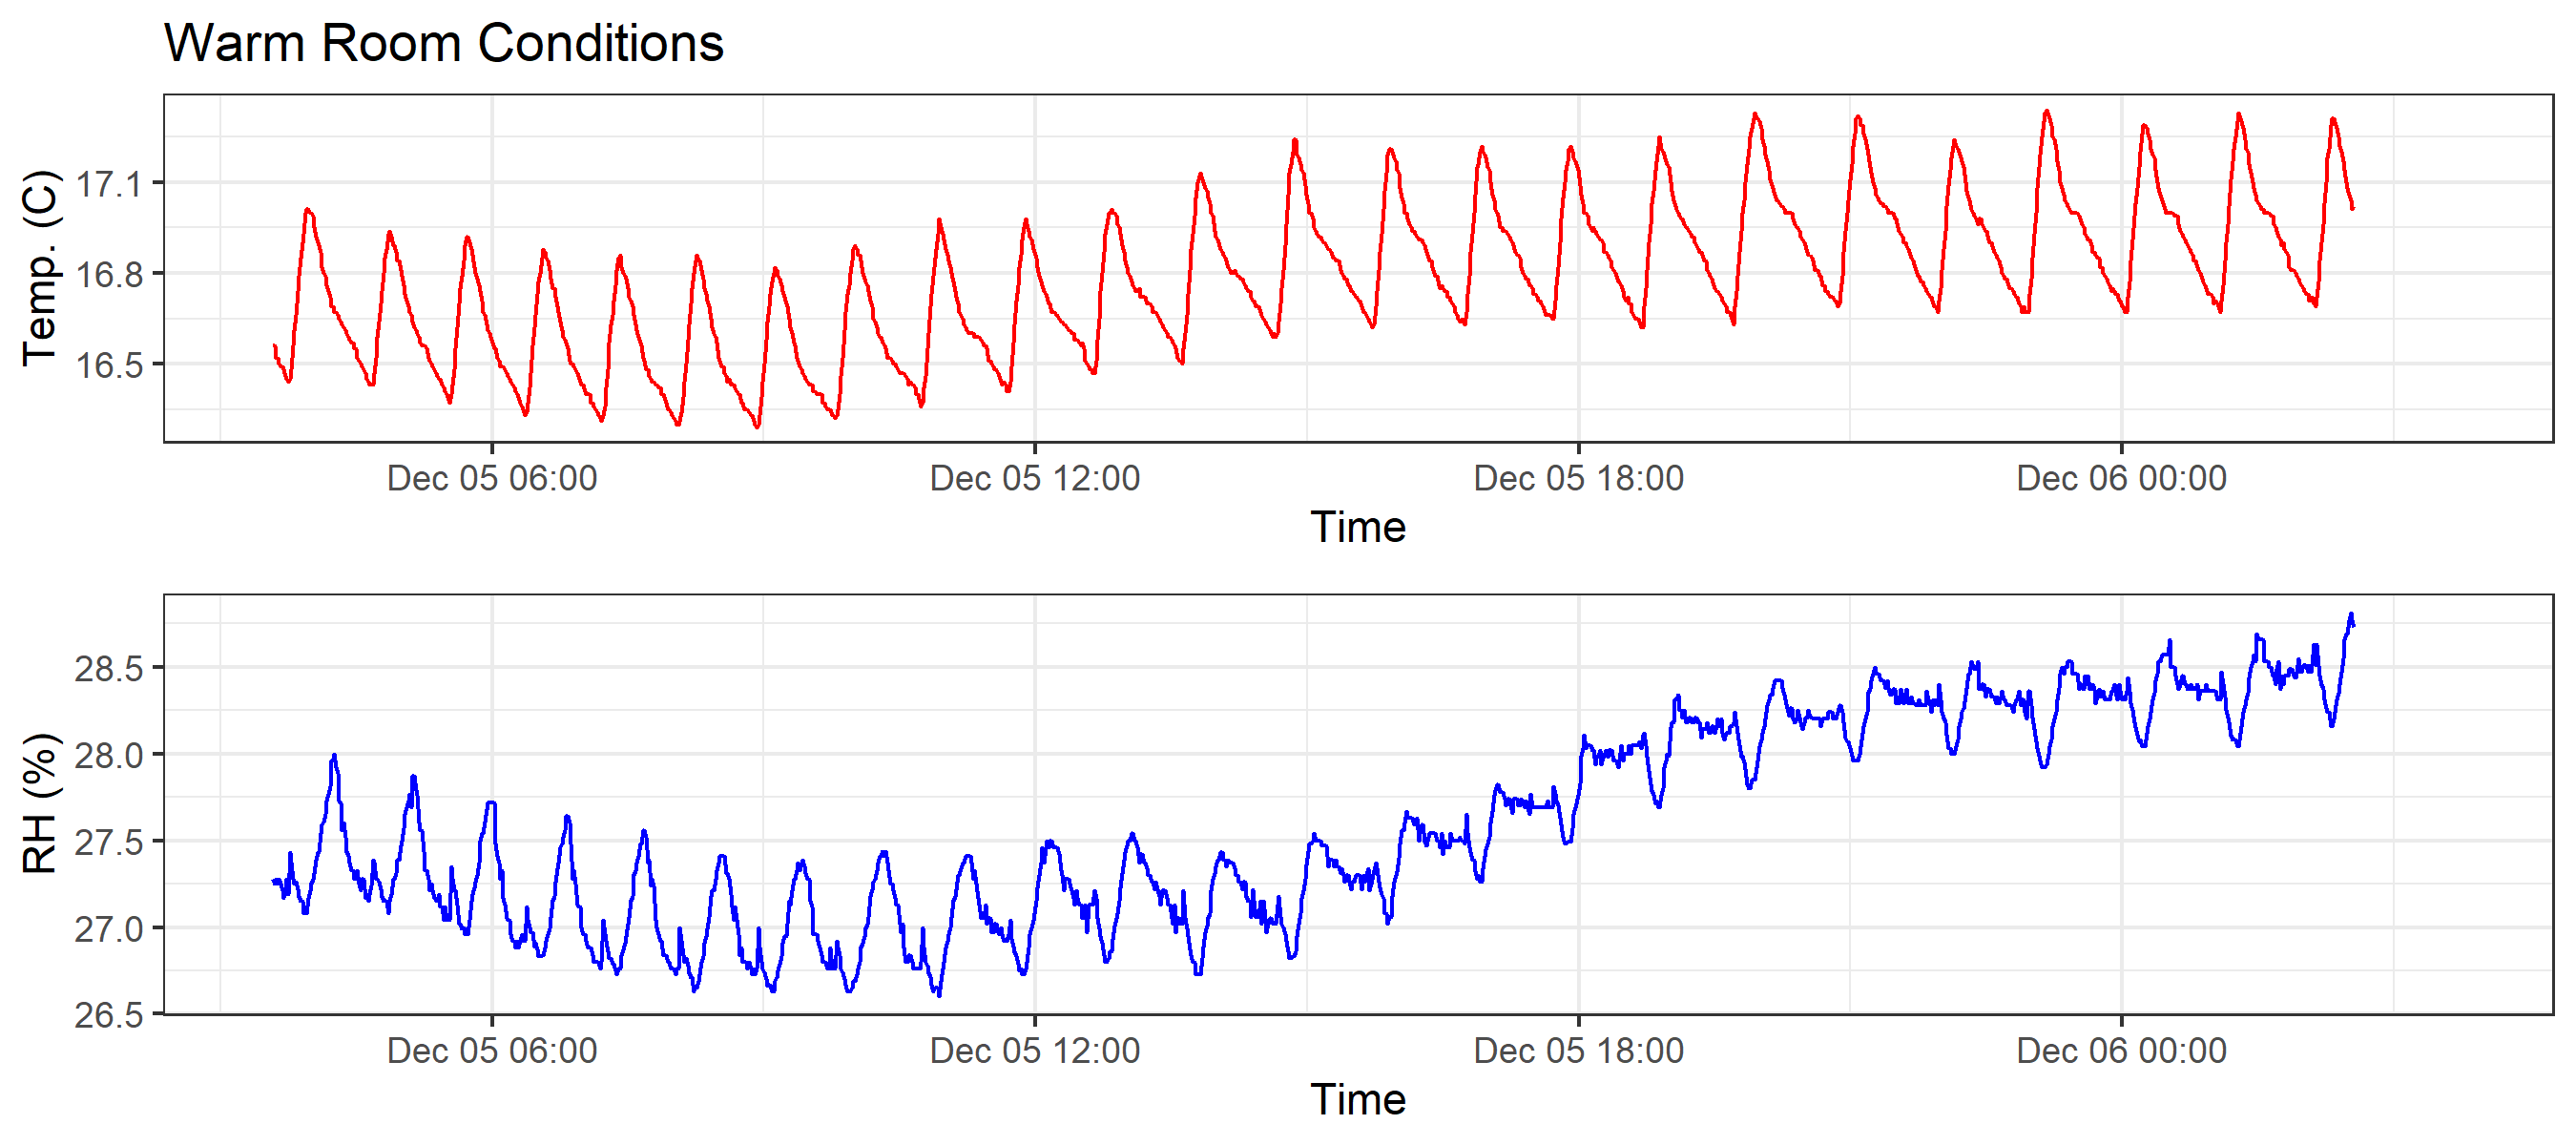 Warm Room Conditions
Temp. (C)
17.1
16.8
16.5
Dec 05 06:00 Dec 05 12:00 Dec 05 18:00 Dec 06 00:00
Time
RH (%)
28.5
28.0
27.5
27.0
26.5
Dec 05 06:00 Dec 05 12:00 Dec 05 18:00 Dec 06 00:00
Time